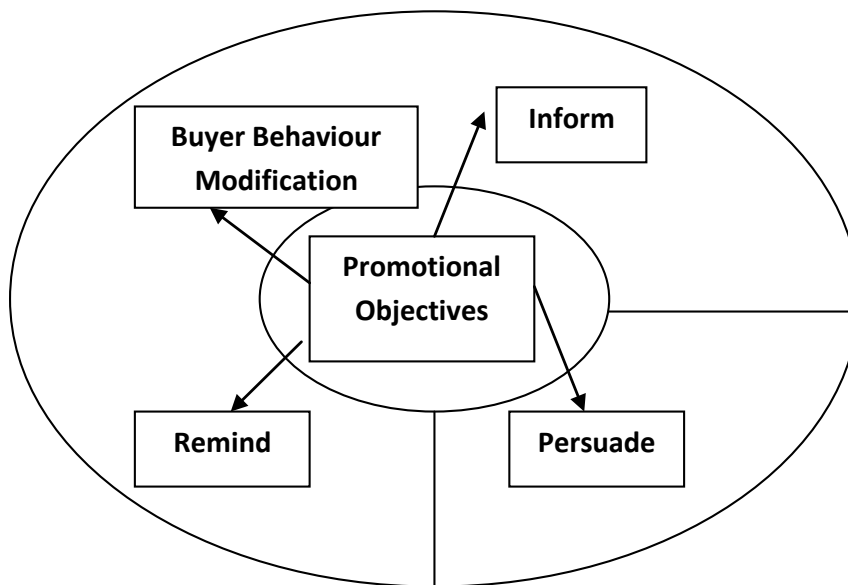 Inform
Buyer Behaviour
Modification
Promotional
Objectives
Remind
Persuade